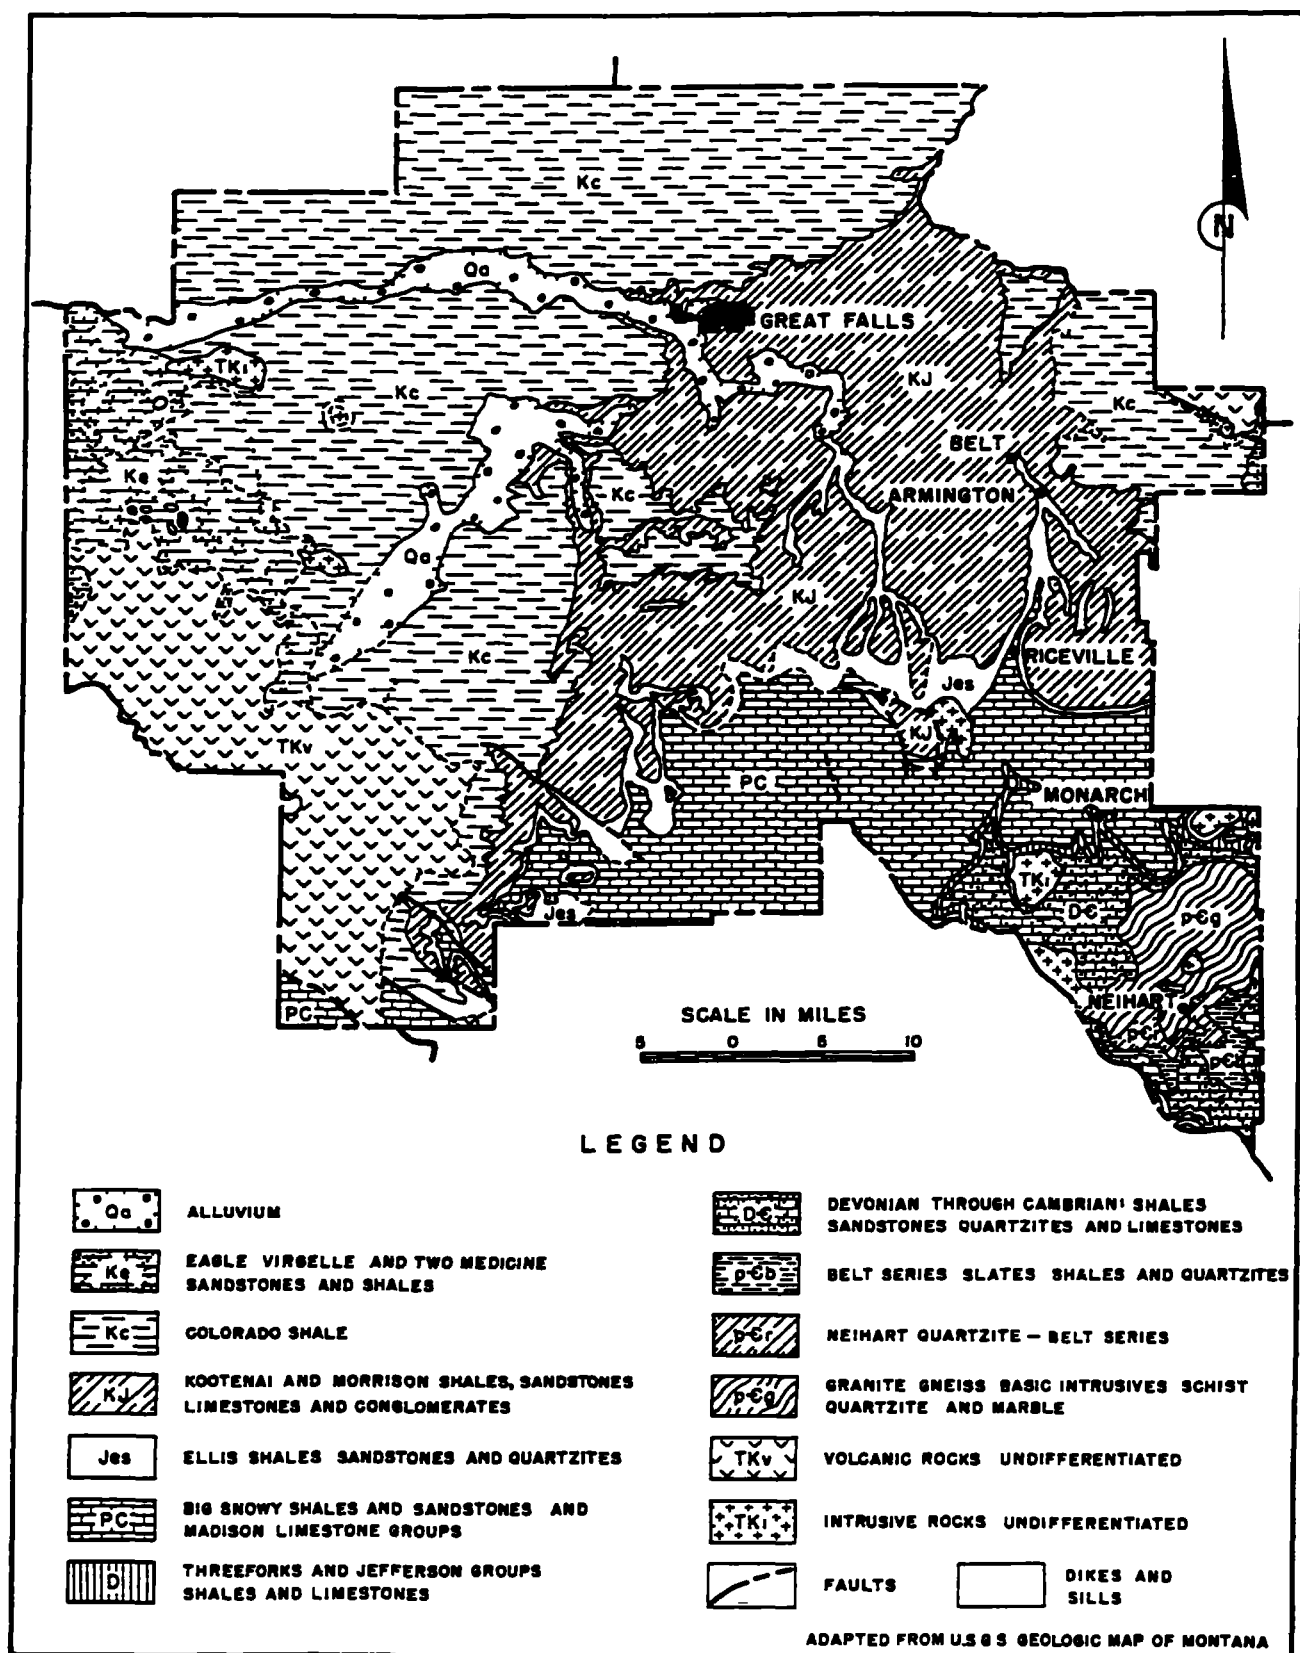 Kc
N
Qa
GREAT FALLS
TKi
KJ
Kc
Kc
BELT
Ke
Kc
ARMINGTON
Qa
KJ
Kc
RICEVILLE
Jes
TKv
KJ
PC
MONARCH
TKi
D-Є
p-Єg
Jes
NEIHART
PC
SCALE IN MILES
5 0 5 10
LEGEND
Qa ALLUVIUM
Ke EAGLE VIRGELLE AND TWO MEDICINE
SANDSTONES AND SHALES
Kc COLORADO SHALE
KJ KOOTENAI AND MORRISON SHALES, SANDSTONES
LIMESTONES AND CONGLOMERATES
Jes ELLIS SHALES SANDSTONES AND QUARTZITES
PC BIG SNOWY SHALES AND SANDSTONES AND
MADISON LIMESTONE GROUPS
D THREEFORKS AND JEFFERSON GROUPS
SHALES AND LIMESTONES
D-Є DEVONIAN THROUGH CAMBRIAN: SHALES
SANDSTONES QUARTZITES AND LIMESTONES
p-Єb BELT SERIES SLATES SHALES AND QUARTZITES
p-Єr NEIHART QUARTZITE – BELT SERIES
p-Єg GRANITE GNEISS BASIC INTRUSIVES SCHIST
QUARTZITE AND MARBLE
TKv VOLCANIC ROCKS UNDIFFERENTIATED
TKi INTRUSIVE ROCKS UNDIFFERENTIATED
FAULTS
DIKES AND
SILLS
ADAPTED FROM U.S G S GEOLOGIC MAP OF MONTANA